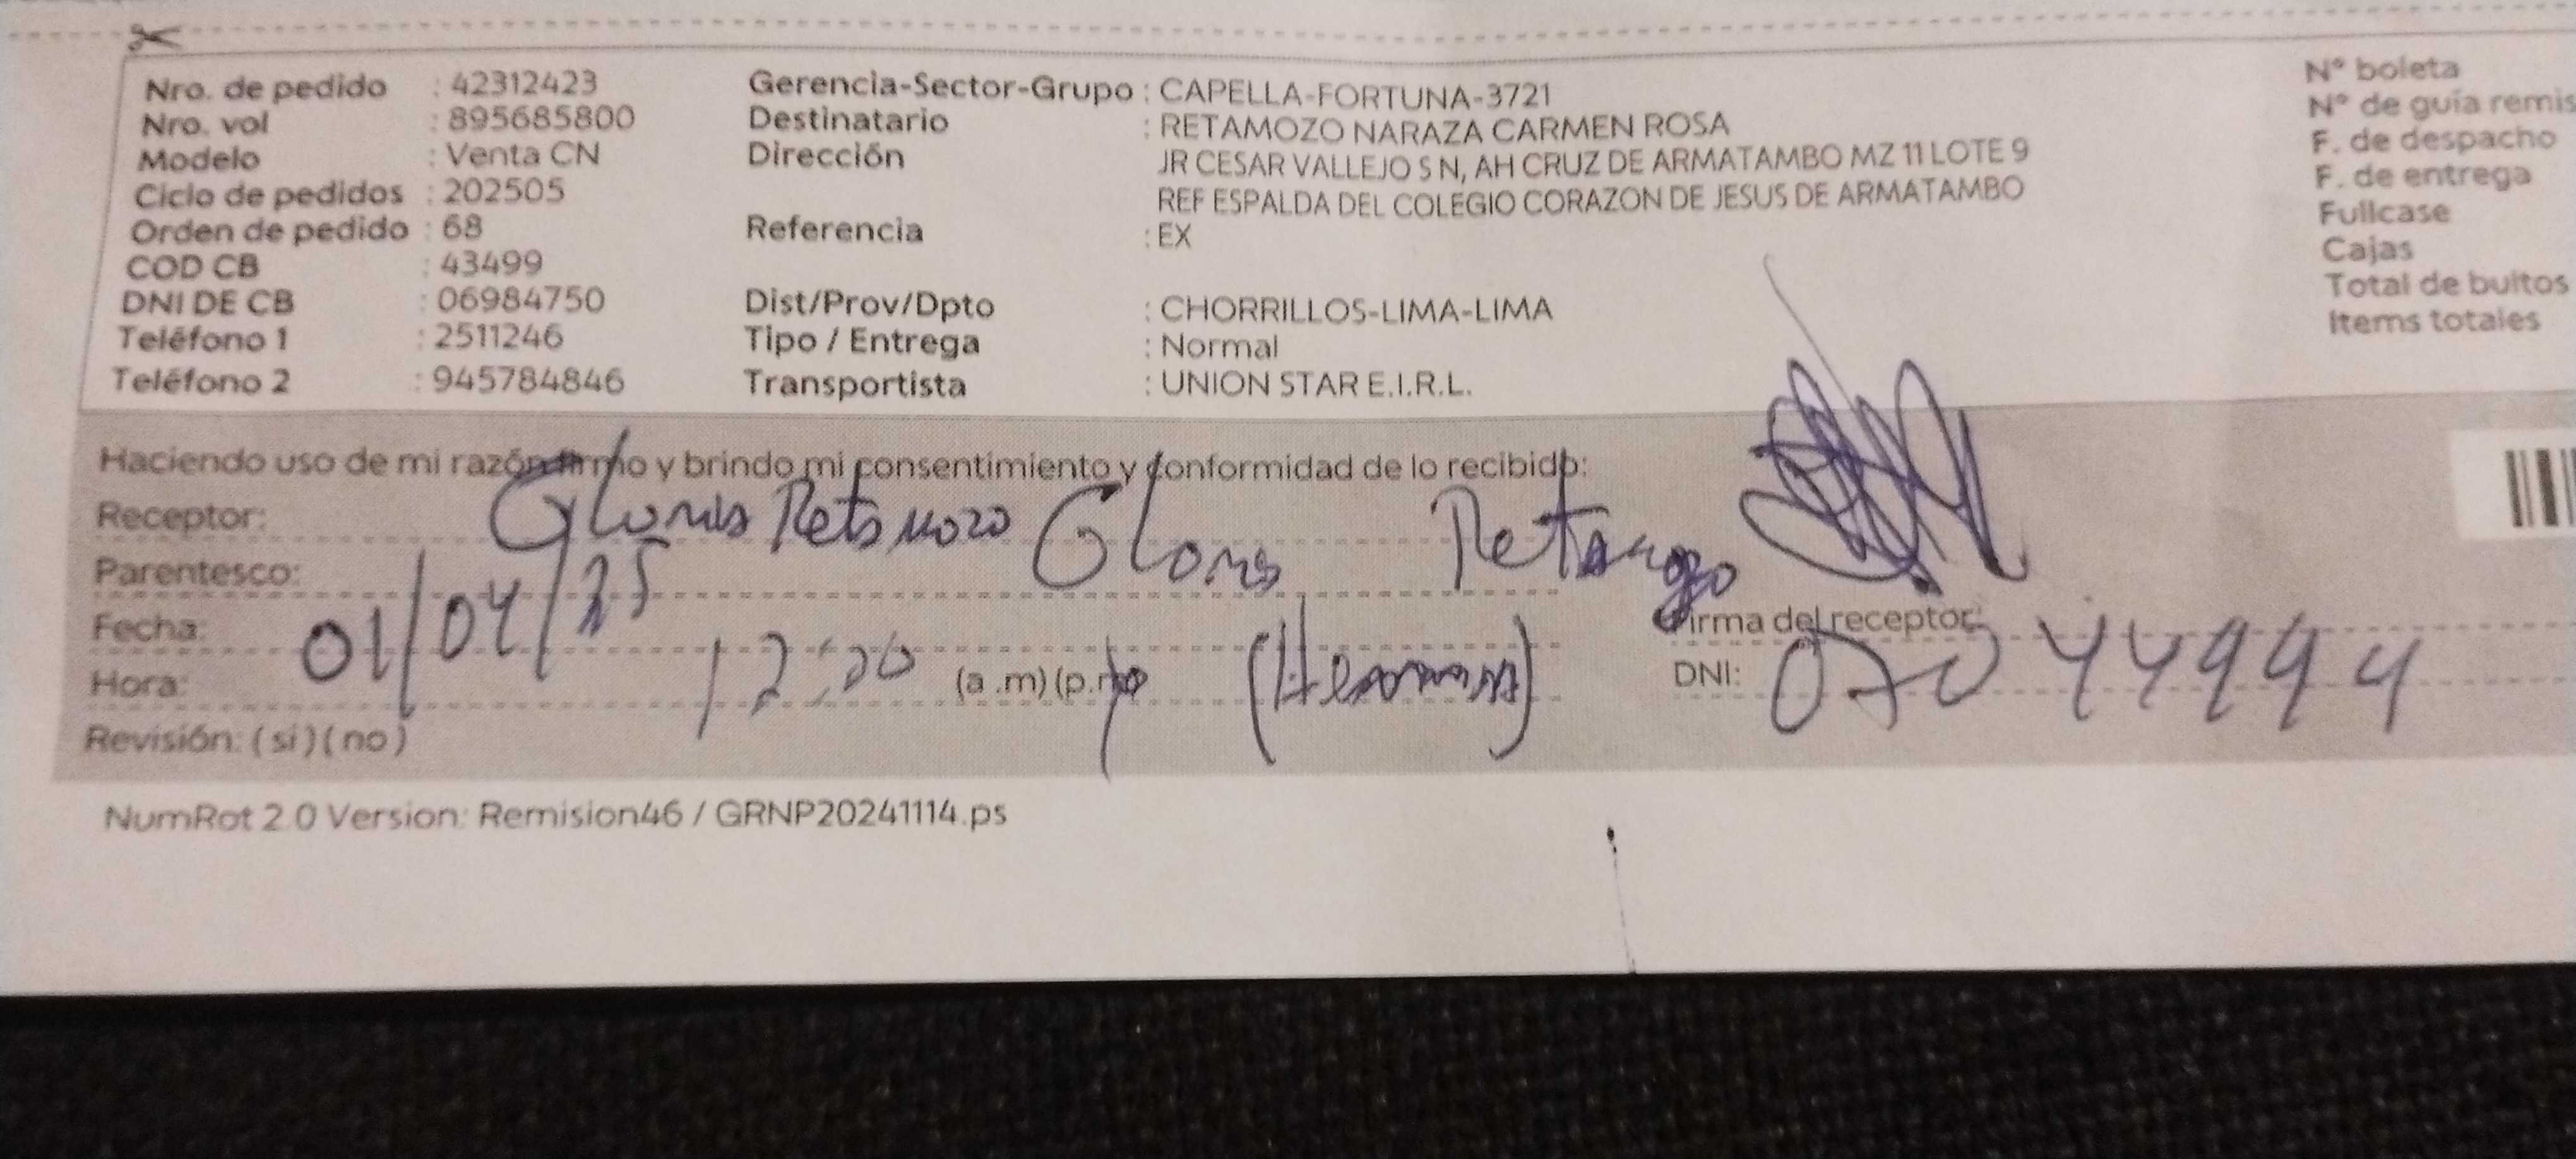 Nro. de pedido : 42312423 Gerencia-Sector-Grupo : CAPELLA-FORTUNA-3721 N° boleta
Nro. vol : 895685800 Destinatario : RETAMOZO NARAZA CARMEN ROSA N° de guía remis
Modelo : Venta CN Dirección JR CESAR VALLEJO S N, AH CRUZ DE ARMATAMBO MZ 11 LOTE 9 F. de despacho
Ciclo de pedidos : 202505 REF ESPALDA DEL COLEGIO CORAZON DE JESUS DE ARMATAMBO F. de entrega
Orden de pedido : 68 Referencia : EX Fullcase
COD CB : 43499 Cajas
DNI DE CB : 06984750 Dist/Prov/Dpto : CHORRILLOS-LIMA-LIMA Total de bultos
Teléfono 1 : 2511246 Tipo / Entrega : Normal Items totales
Teléfono 2 : 945784846 Transportista : UNION STAR E.I.R.L.
Haciendo uso de mi razón firmo y brindo mi consentimiento y conformidad de lo recibido:
Receptor: Gloria Retamozo Gloria Retamozo
Parentesco:
Fecha: 01/04/25 Firma del receptor:
Hora: 12:20 (a .m) (p.m) (Hermana) DNI:
Revisión: ( si ) ( no )
NumRot 2.0 Version: Remision46 / GRNP20241114.ps